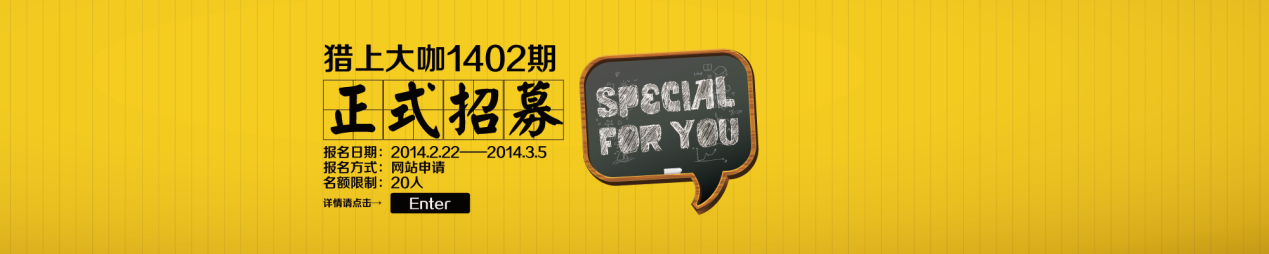 猎上大咖1402期
正式招募
报名日期：2014.2.22——2014.3.5
报名方式：网站申请
名额限制：20人
详情请点击→ Enter
SPECIAL
FOR YOU